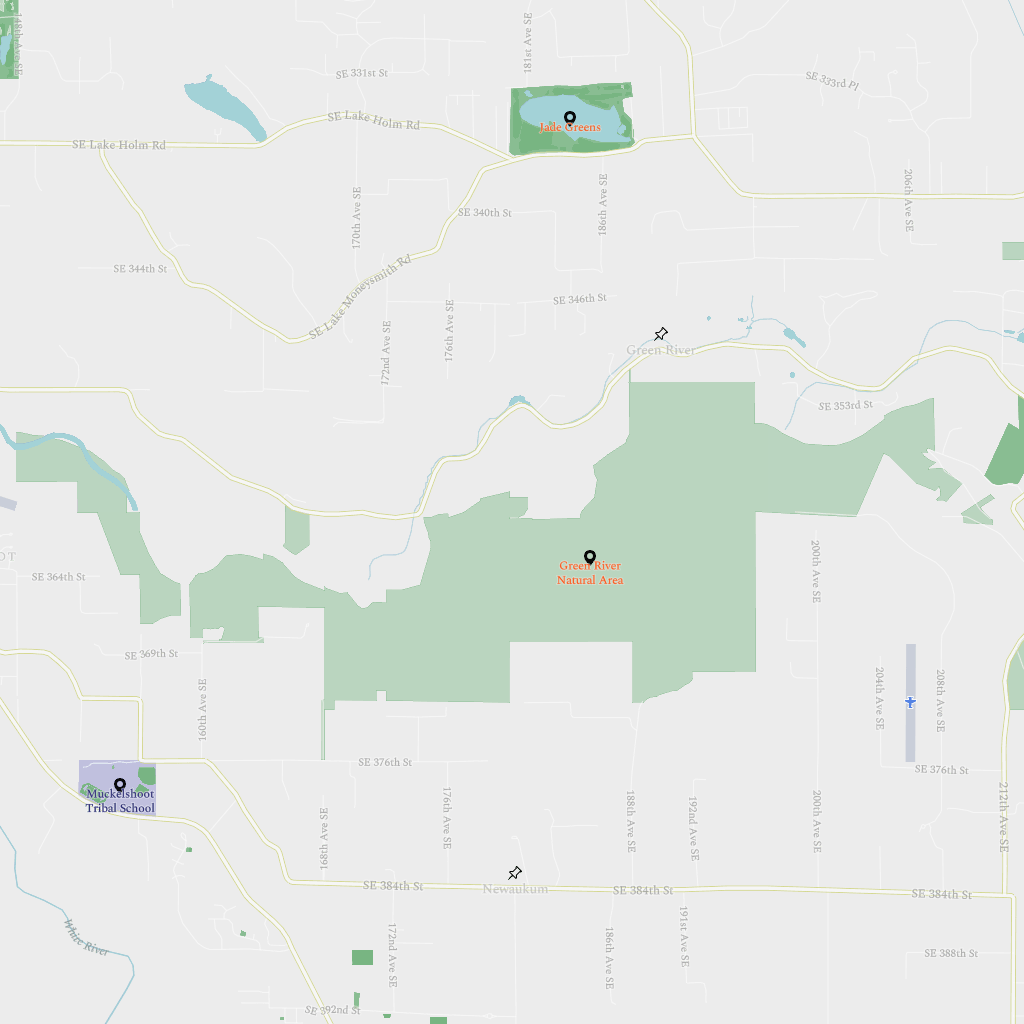 148th Ave SE
181st Ave SE
SE 331st St
SE 333rd Pl
SE Lake Holm Rd
Jade Greens
SE Lake Holm Rd
170th Ave SE
186th Ave SE
206th Ave SE
SE 340th St
SE 344th St
SE Lake Moneysmith Rd
SE 346th St
172nd Ave SE
176th Ave SE
Green River
SE 353rd St
OT
SE 364th St
Green River
Natural Area
200th Ave SE
SE 369th St
160th Ave SE
204th Ave SE
208th Ave SE
SE 376th St
SE 376th St
Muckelshoot
Tribal School
168th Ave SE
176th Ave SE
188th Ave SE
192nd Ave SE
200th Ave SE
212th Ave SE
SE 384th St
Newaukum
SE 384th St
SE 384th St
White River
172nd Ave SE
186th Ave SE
191st Ave SE
SE 388th St
SE 392nd St